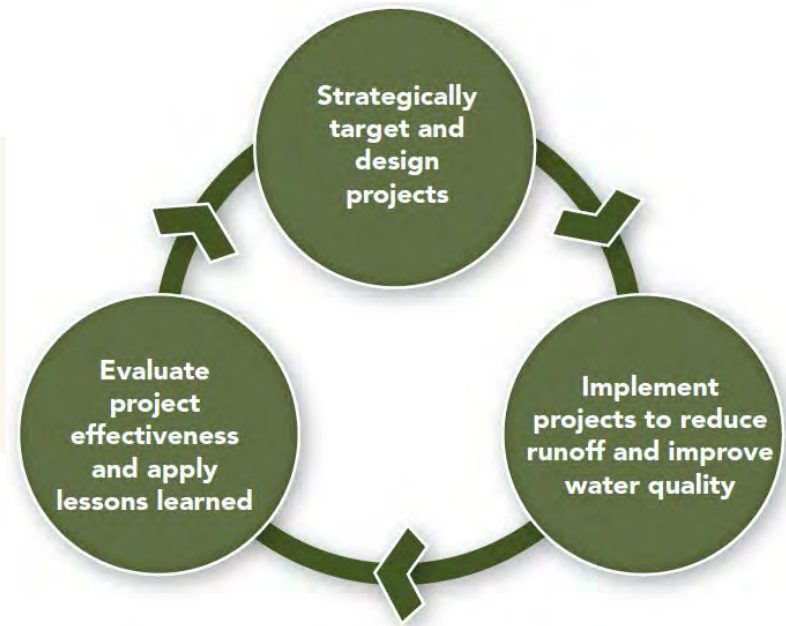 Strategically
target and
design
projects
Implement
projects to reduce
runoff and improve
water quality
Evaluate
project
effectiveness
and apply
lessons learned